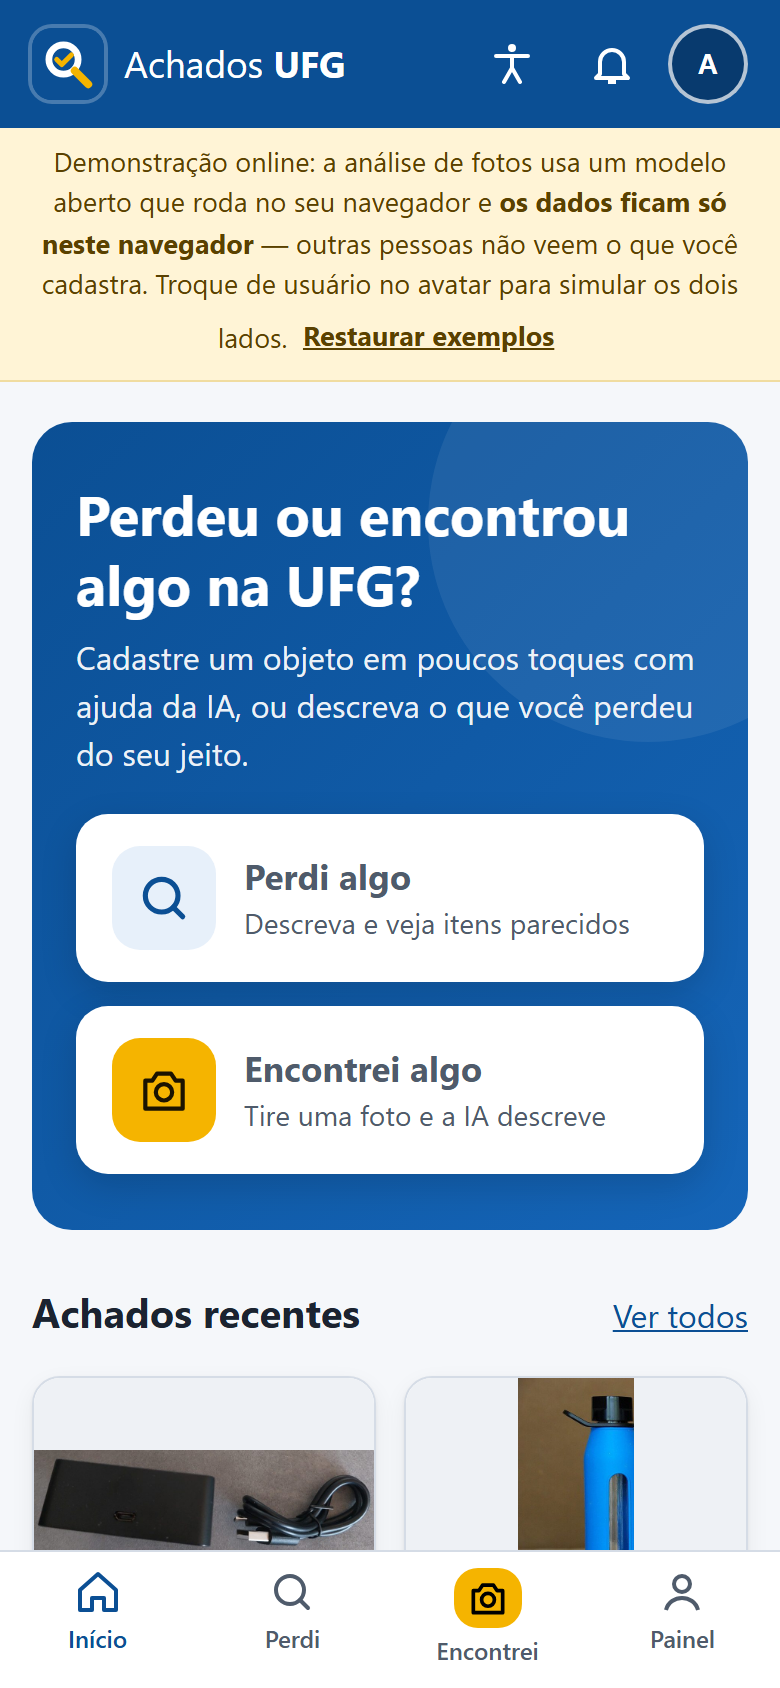 Achados UFG
A
Demonstração online: a análise de fotos usa um modelo
aberto que roda no seu navegador e os dados ficam só
neste navegador — outras pessoas não veem o que você
cadastra. Troque de usuário no avatar para simular os dois
lados. Restaurar exemplos
Perdeu ou encontrou
algo na UFG?
Cadastre um objeto em poucos toques com
ajuda da IA, ou descreva o que você perdeu
do seu jeito.
Perdi algo
Descreva e veja itens parecidos
Encontrei algo
Tire uma foto e a IA descreve
Achados recentes
Ver todos
Início
Perdi
Encontrei
Painel